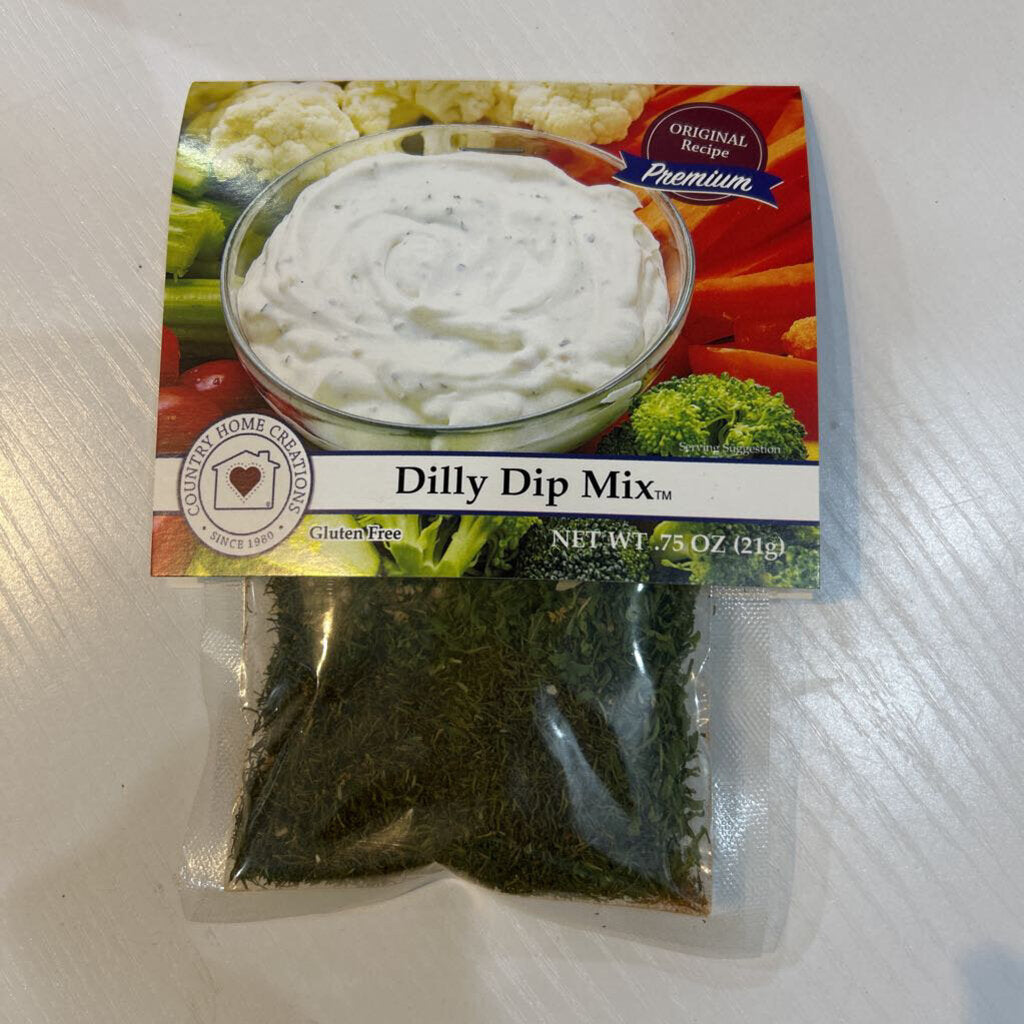 ORIGINAL
Recipe
Premium
Serving Suggestion
COUNTRY HOME CREATIONS
• SINCE 1980 •
Dilly Dip Mix™
Gluten Free
NET WT .75 OZ (21g)